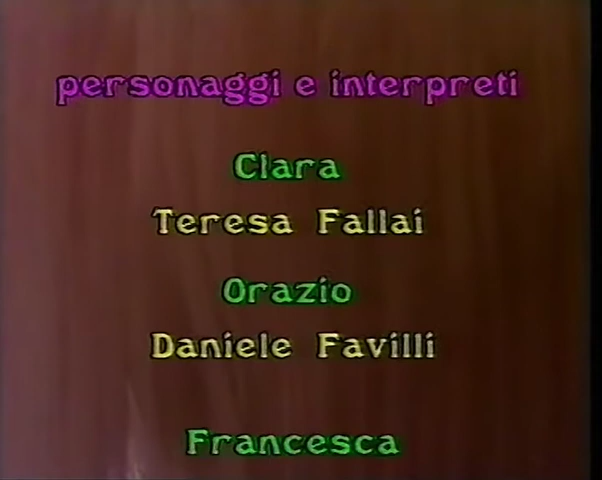 personaggi e interpreti
Clara
Teresa Fallai
Orazio
Daniele Favilli
Francesca